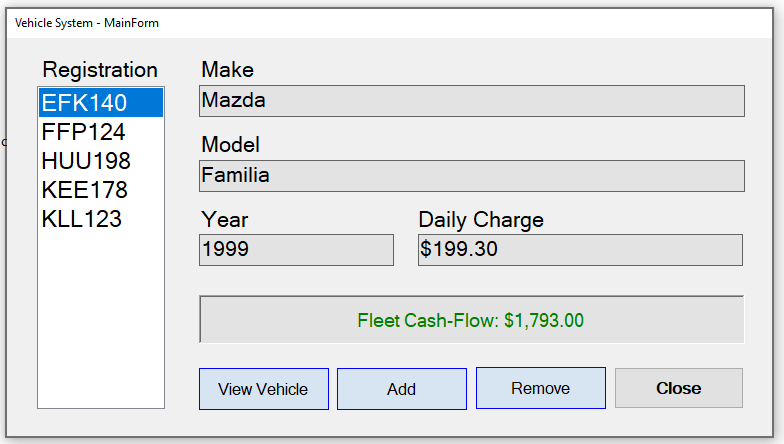 Vehicle System - MainForm
Registration
EFK140
FFP124
HUU198
KEE178
KLL123
Make
Mazda
Model
Familia
Year
1999
Daily Charge
$199.30
Fleet Cash-Flow: $1,793.00
View Vehicle
Add
Remove
Close